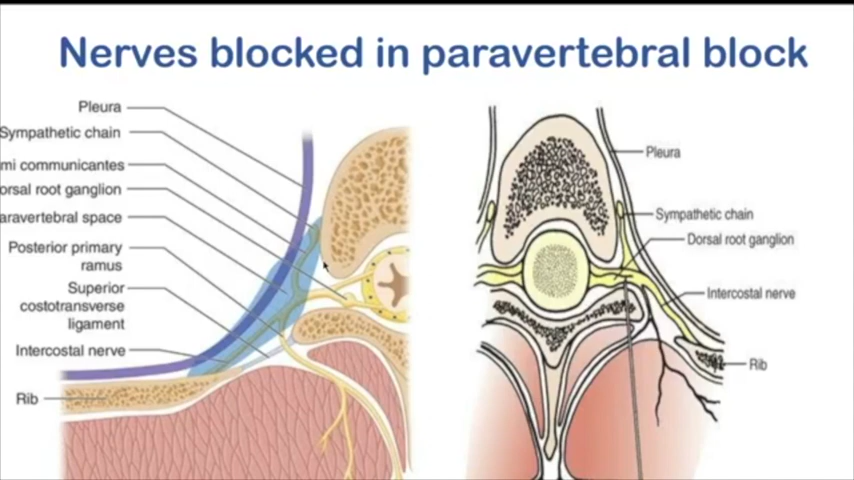 Nerves blocked in paravertebral block
Pleura
Sympathetic chain
mi communicantes
orsal root ganglion
aravertebral space
Posterior primary
ramus
Superior
costotransverse
ligament
Intercostal nerve
Rib
Pleura
Sympathetic chain
Dorsal root ganglion
Intercostal nerve
Rib